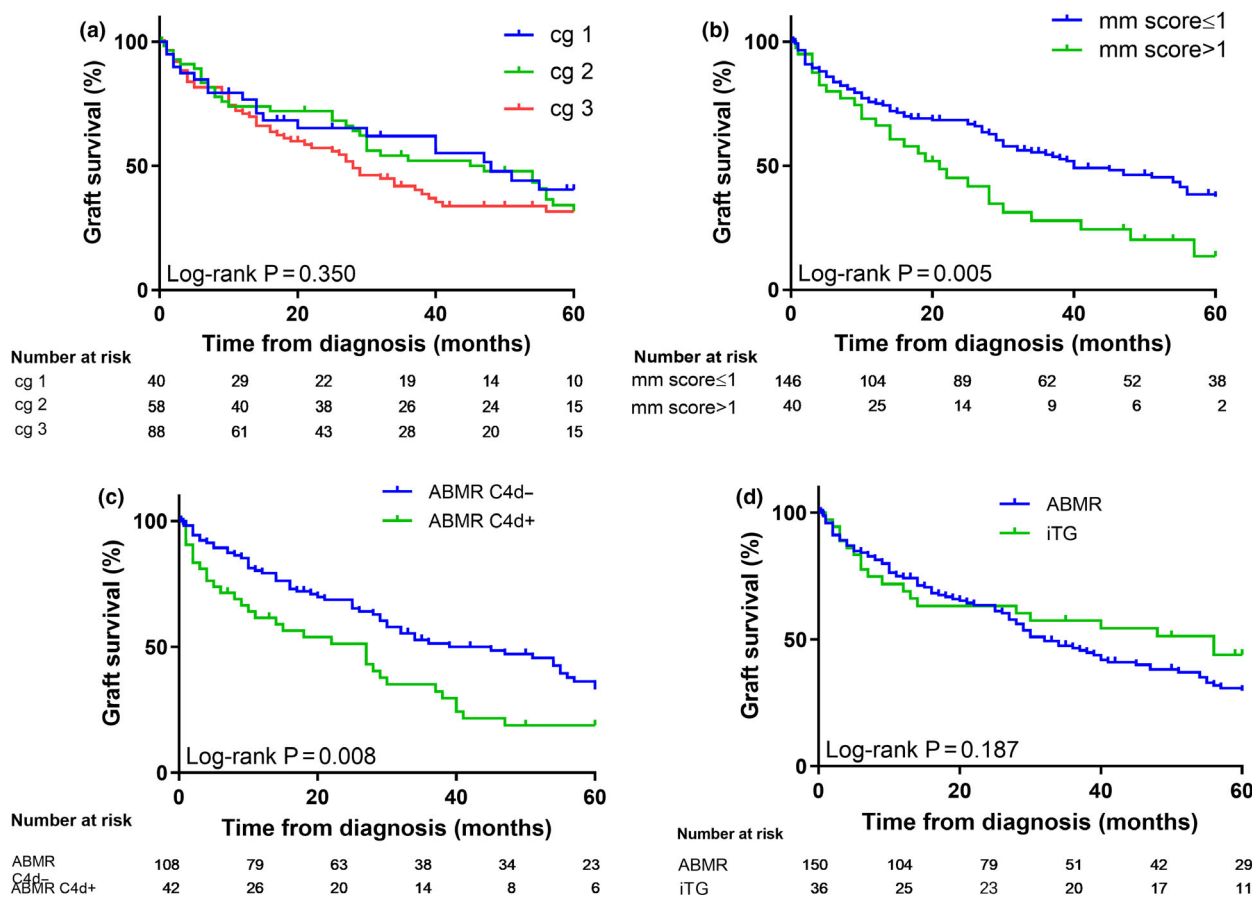 (a)
cg 1
cg 2
cg 3
100
50
0
Graft survival (%)
Log-rank P = 0.350
20 40 60
Time from diagnosis (months)
Number at risk
cg 1 40 29 22 19 14 10
cg 2 58 40 38 26 24 15
cg 3 88 61 43 28 20 15
(b)
mm score≤1
mm score>1
100
50
0
Graft survival (%)
Log-rank P = 0.005
0 20 40 60
Time from diagnosis (months)
Number at risk
mm score≤1 146 104 89 62 52 38
mm score>1 40 25 14 9 6 2
(c)
ABMR C4d–
ABMR C4d+
100
50
0
Graft survival (%)
Log-rank P = 0.008
0 20 40 60
Time from diagnosis (months)
Number at risk
ABMR 108 79 63 38 34 23
C4d–
ABMR C4d+ 42 26 20 14 8 6
(d)
ABMR
iTG
100
50
0
Graft survival (%)
Log-rank P = 0.187
0 20 40 60
Time from diagnosis (months)
Number at risk
ABMR 150 104 79 51 42 29
iTG 36 25 23 20 17 11